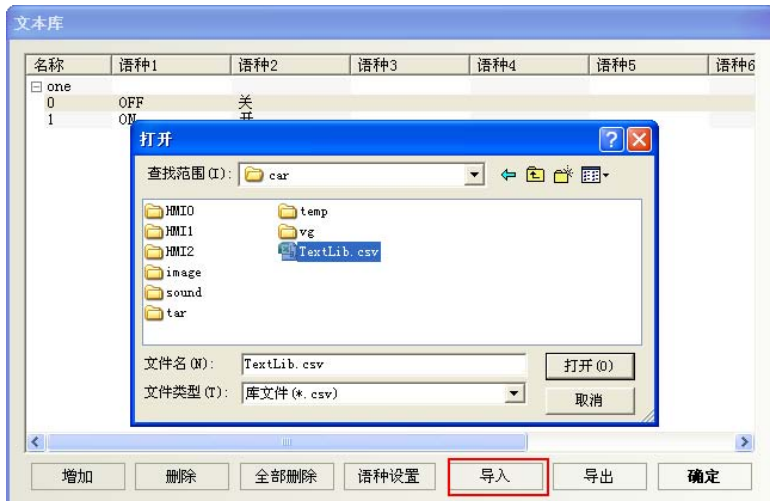 文本库
名称 语种1 语种2 语种3 语种4 语种5 语种6
one
0 OFF 关
1 ON 开
打开
查找范围(I): car
HMI0 temp
HMI1 vg
HMI2 TextLib.csv
image
sound
tar
文件名(N): TextLib.csv 打开(O)
文件类型(T): 库文件(*.csv) 取消
增加 删除 全部删除 语种设置 导入 导出 确定